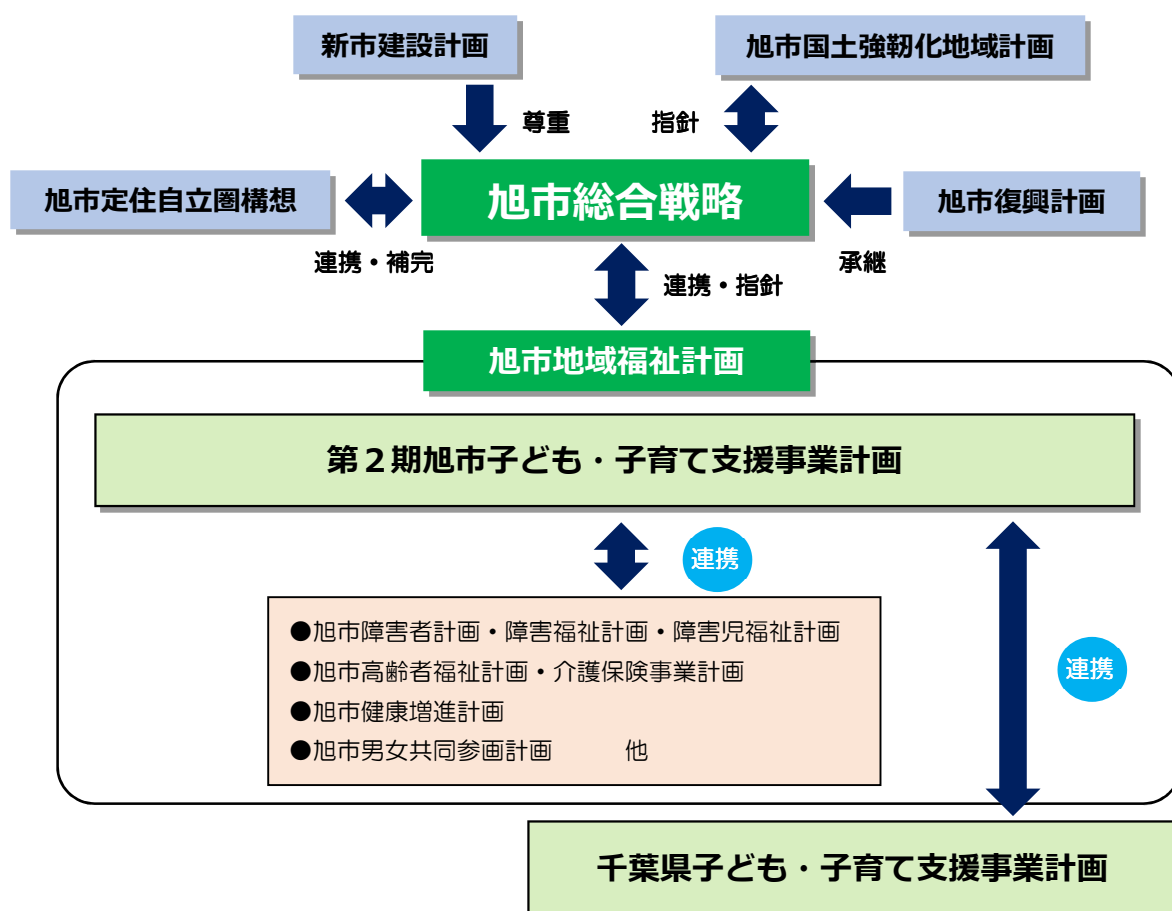 新市建設計画
旭市国土強靭化地域計画
尊重
指針
旭市定住自立圏構想
旭市総合戦略
旭市復興計画
連携・補完
承継
連携・指針
旭市地域福祉計画
第２期旭市子ども・子育て支援事業計画
連携
●旭市障害者計画・障害福祉計画・障害児福祉計画
●旭市高齢者福祉計画・介護保険事業計画
●旭市健康増進計画
●旭市男女共同参画計画　　　他
連携
千葉県子ども・子育て支援事業計画